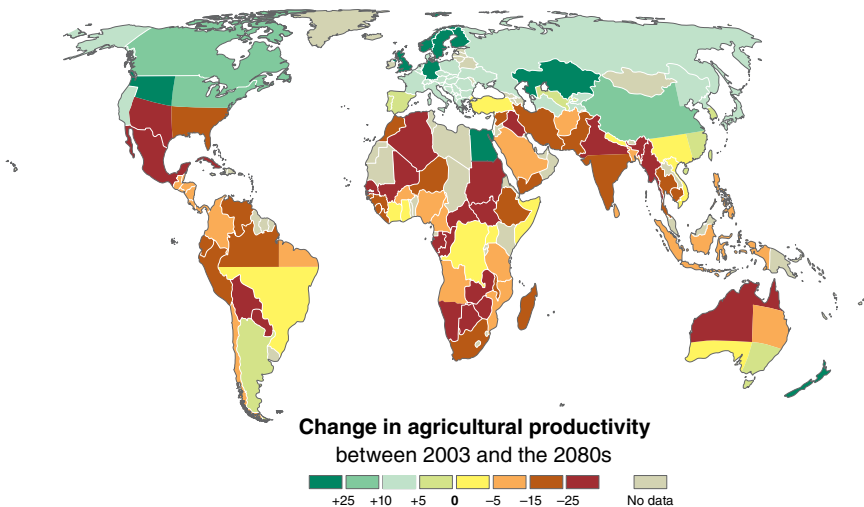 Change in agricultural productivity
between 2003 and the 2080s
+25 +10 +5 0 –5 –15 –25 No data